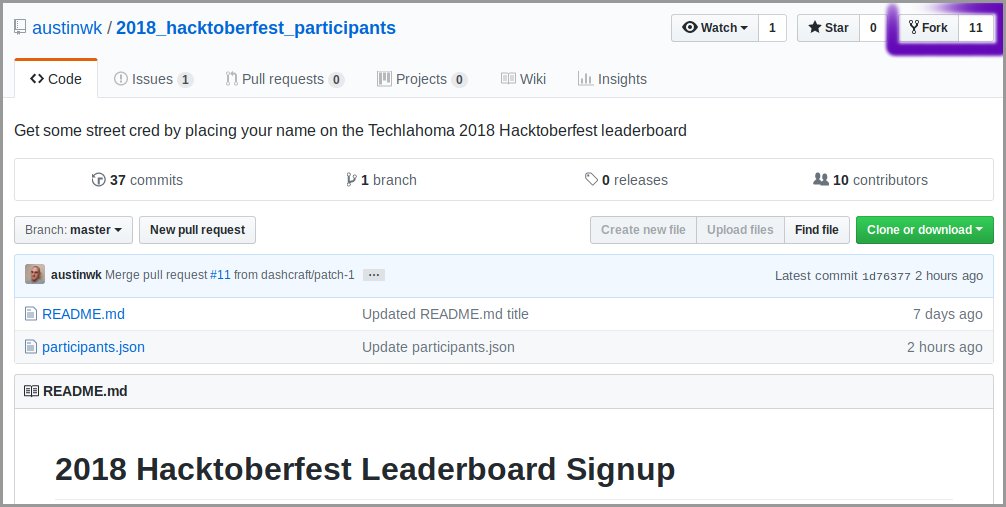 austinwk / 2018_hacktoberfest_participants Watch 1 Star 0 Fork 11
Code Issues 1 Pull requests 0 Projects 0 Wiki Insights
Get some street cred by placing your name on the Techlahoma 2018 Hacktoberfest leaderboard
37 commits 1 branch 0 releases 10 contributors
Branch: master New pull request Create new file Upload files Find file Clone or download
austinwk Merge pull request #11 from dashcraft/patch-1 ... Latest commit 1d76377 2 hours ago
README.md Updated README.md title 7 days ago
participants.json Update participants.json 2 hours ago
README.md
2018 Hacktoberfest Leaderboard Signup